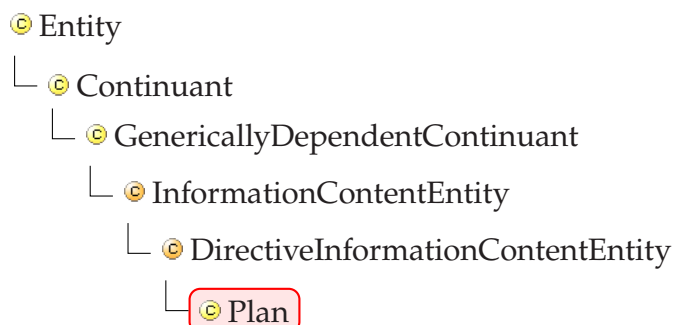 © Entity
© Continuant
© GenericallyDependentContinuant
© InformationContentEntity
© DirectiveInformationContentEntity
© Plan